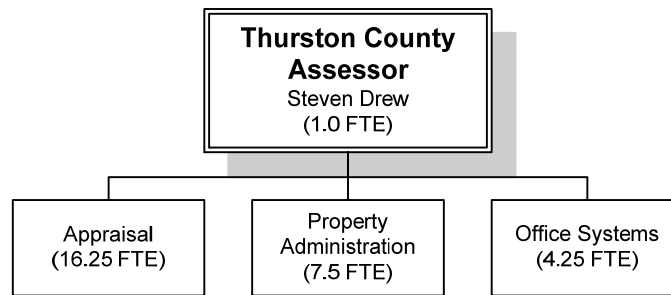 Thurston County
Assessor
Steven Drew
(1.0 FTE)
Appraisal
(16.25 FTE)
Property
Administration
(7.5 FTE)
Office Systems
(4.25 FTE)